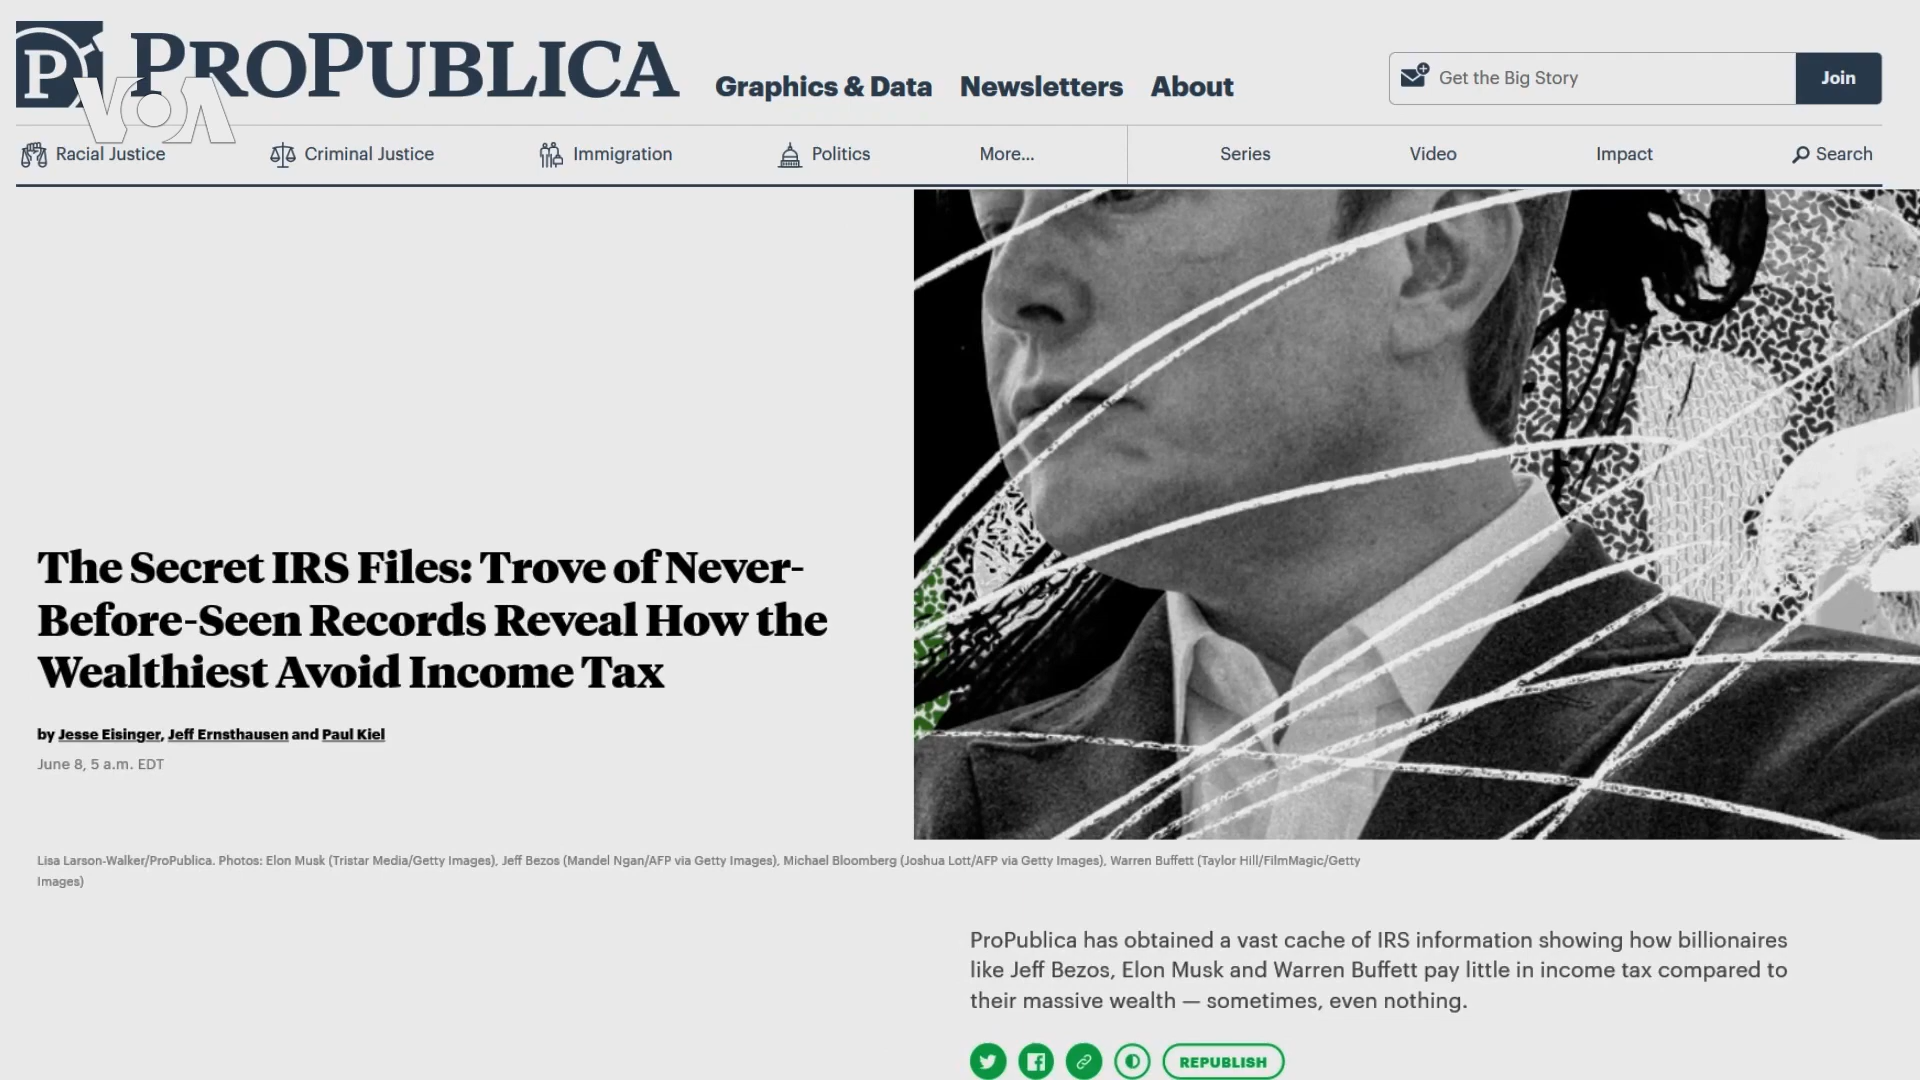 P PROPUBLICA
VOA
Graphics & Data Newsletters About
Get the Big Story Join
Racial Justice Criminal Justice Immigration Politics More... Series Video Impact Search
The Secret IRS Files: Trove of Never-
Before-Seen Records Reveal How the
Wealthiest Avoid Income Tax
by Jesse Eisinger, Jeff Ernsthausen and Paul Kiel
June 8, 5 a.m. EDT
Lisa Larson-Walker/ProPublica. Photos: Elon Musk (Tristar Media/Getty Images), Jeff Bezos (Mandel Ngan/AFP via Getty Images), Michael Bloomberg (Joshua Lott/AFP via Getty Images), Warren Buffett (Taylor Hill/FilmMagic/Getty
Images)
ProPublica has obtained a vast cache of IRS information showing how billionaires
like Jeff Bezos, Elon Musk and Warren Buffett pay little in income tax compared to
their massive wealth — sometimes, even nothing.
REPUBLISH